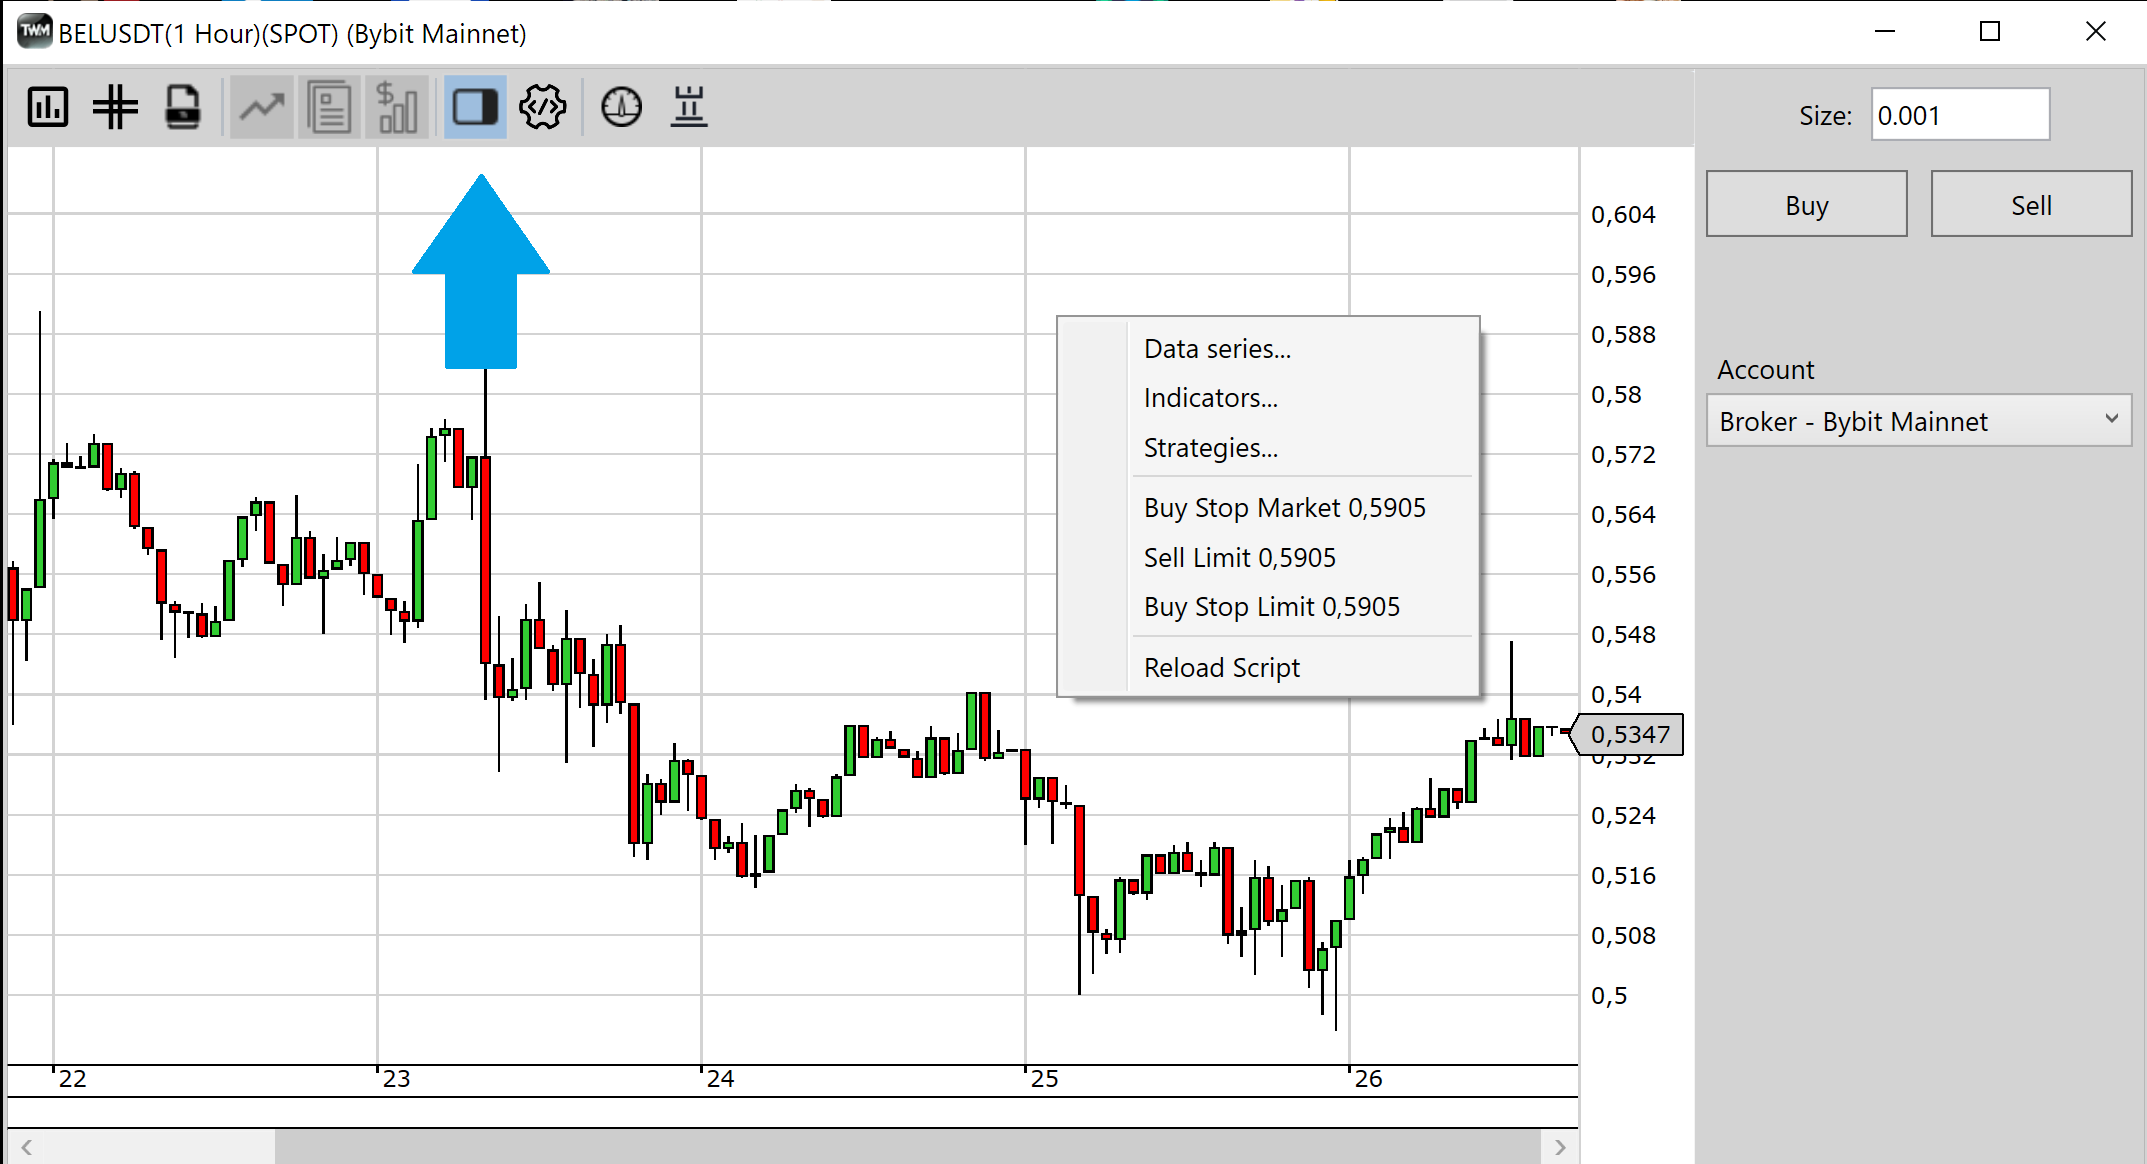 TWM
BELUSDT(1 Hour)(SPOT) (Bybit Mainnet)
Size: 0.001
Buy Sell
Account
Broker - Bybit Mainnet
Data series...
Indicators...
Strategies...
Buy Stop Market 0,5905
Sell Limit 0,5905
Buy Stop Limit 0,5905
Reload Script
0,604
0,596
0,588
0,58
0,572
0,564
0,556
0,548
0,54
0,5347
0,532
0,524
0,516
0,508
0,5
22 23 24 25 26